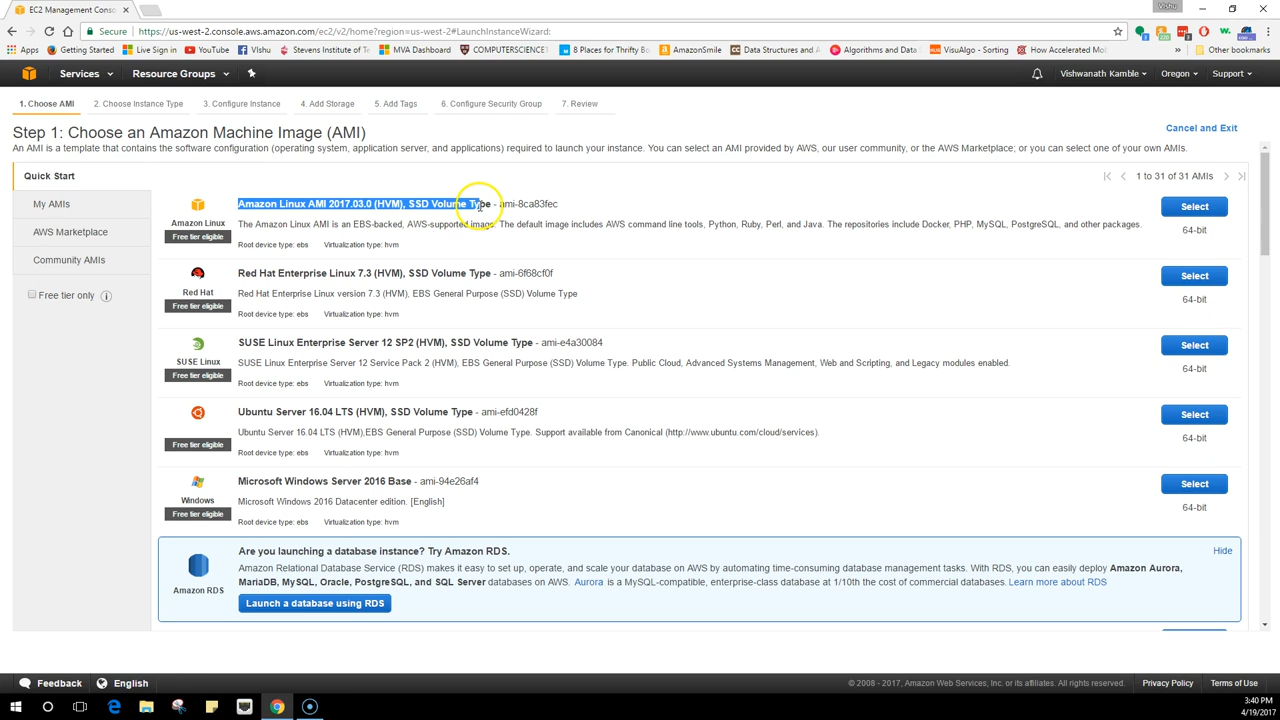 Vishu
EC2 Management Conso
Secure https://us-west-2.console.aws.amazon.com/ec2/v2/home?region=us-west-2#LaunchInstanceWizard:
Apps Getting Started Live Sign in YouTube Vishu Stevens Institute of Te MVA Dashboard COMPUTERSCIENCE 8 Places for Thrifty Bo AmazonSmile Data Structures and A Algorithms and Data S VisuAlgo - Sorting How Accelerated Mob » Other bookmarks
Services Resource Groups Vishwanath Kamble Oregon Support
1. Choose AMI 2. Choose Instance Type 3. Configure Instance 4. Add Storage 5. Add Tags 6. Configure Security Group 7. Review
Step 1: Choose an Amazon Machine Image (AMI)
Cancel and Exit
An AMI is a template that contains the software configuration (operating system, application server, and applications) required to launch your instance. You can select an AMI provided by AWS, our user community, or the AWS Marketplace; or you can select one of your own AMIs.
Quick Start
1 to 31 of 31 AMIs
My AMIs
AWS Marketplace
Community AMIs
Free tier only
Amazon Linux
Free tier eligible
Amazon Linux AMI 2017.03.0 (HVM), SSD Volume Type - ami-8ca83fec
The Amazon Linux AMI is an EBS-backed, AWS-supported image. The default image includes AWS command line tools, Python, Ruby, Perl, and Java. The repositories include Docker, PHP, MySQL, PostgreSQL, and other packages.
Root device type: ebs Virtualization type: hvm
Select
64-bit
Red Hat
Free tier eligible
Red Hat Enterprise Linux 7.3 (HVM), SSD Volume Type - ami-6f68cf0f
Red Hat Enterprise Linux version 7.3 (HVM), EBS General Purpose (SSD) Volume Type
Root device type: ebs Virtualization type: hvm
Select
64-bit
SUSE Linux
Free tier eligible
SUSE Linux Enterprise Server 12 SP2 (HVM), SSD Volume Type - ami-e4a30084
SUSE Linux Enterprise Server 12 Service Pack 2 (HVM), EBS General Purpose (SSD) Volume Type. Public Cloud, Advanced Systems Management, Web and Scripting, and Legacy modules enabled.
Root device type: ebs Virtualization type: hvm
Select
64-bit
Free tier eligible
Ubuntu Server 16.04 LTS (HVM), SSD Volume Type - ami-efd0428f
Ubuntu Server 16.04 LTS (HVM),EBS General Purpose (SSD) Volume Type. Support available from Canonical (http://www.ubuntu.com/cloud/services).
Root device type: ebs Virtualization type: hvm
Select
64-bit
Windows
Free tier eligible
Microsoft Windows Server 2016 Base - ami-94e26af4
Microsoft Windows 2016 Datacenter edition. [English]
Root device type: ebs Virtualization type: hvm
Select
64-bit
Amazon RDS
Are you launching a database instance? Try Amazon RDS.
Hide
Amazon Relational Database Service (RDS) makes it easy to set up, operate, and scale your database on AWS by automating time-consuming database management tasks. With RDS, you can easily deploy Amazon Aurora,
MariaDB, MySQL, Oracle, PostgreSQL, and SQL Server databases on AWS. Aurora is a MySQL-compatible, enterprise-class database at 1/10th the cost of commercial databases. Learn more about RDS
Launch a database using RDS
Feedback English
© 2008 - 2017, Amazon Web Services, Inc. or its affiliates. All rights reserved. Privacy Policy Terms of Use
3:40 PM
4/19/2017